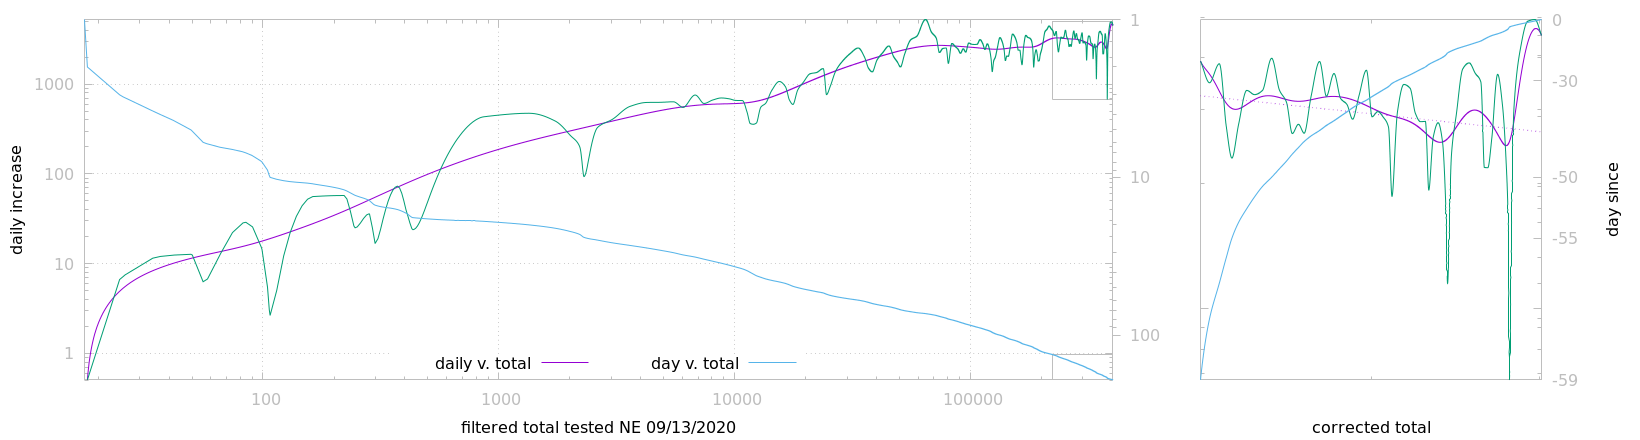 1000
100
10
1
daily increase
daily v. total
day v. total
100
1000
10000
100000
filtered total tested NE 09/13/2020
1
10
100
0
-30
-50
-55
-59
day since
corrected total